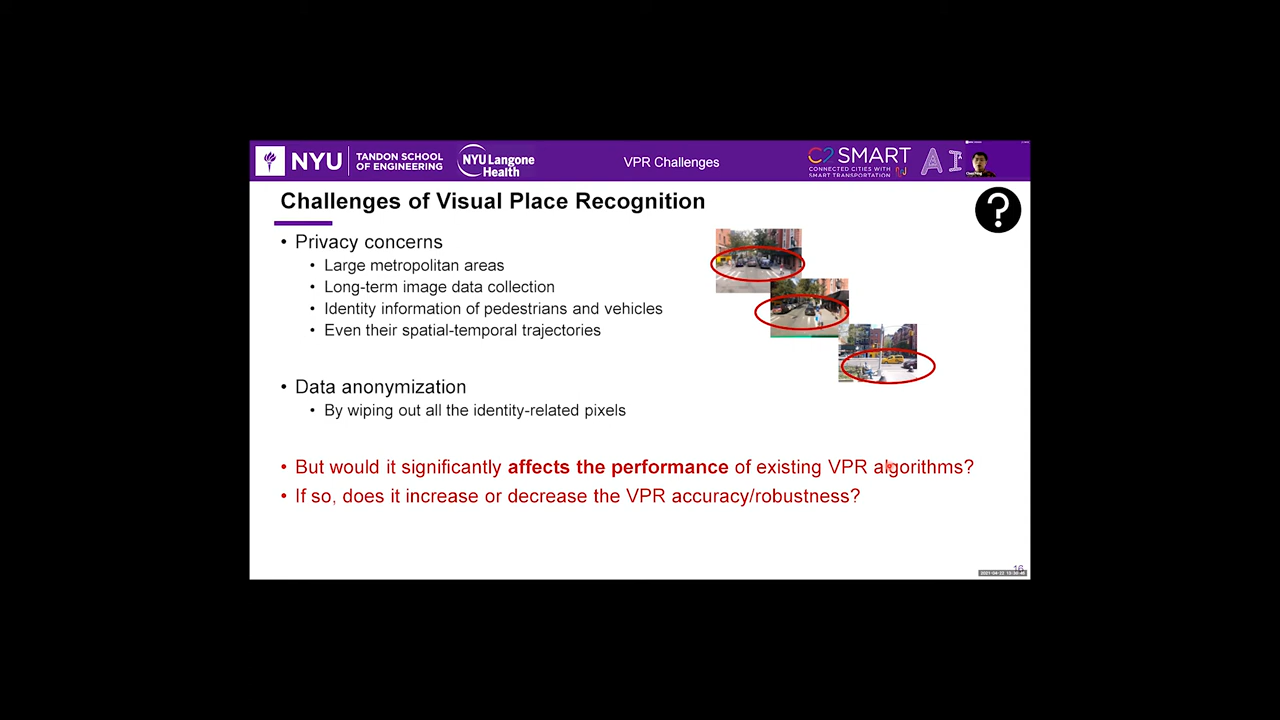 NYU
TANDON SCHOOL
OF ENGINEERING
NYU Langone
Health
VPR Challenges
C2 SMART
CONNECTED CITIES WITH
SMART TRANSPORTATION
AI
Challenges of Visual Place Recognition
?
• Privacy concerns
• Large metropolitan areas
• Long-term image data collection
• Identity information of pedestrians and vehicles
• Even their spatial-temporal trajectories
• Data anonymization
• By wiping out all the identity-related pixels
• But would it significantly affects the performance of existing VPR algorithms?
• If so, does it increase or decrease the VPR accuracy/robustness?
16